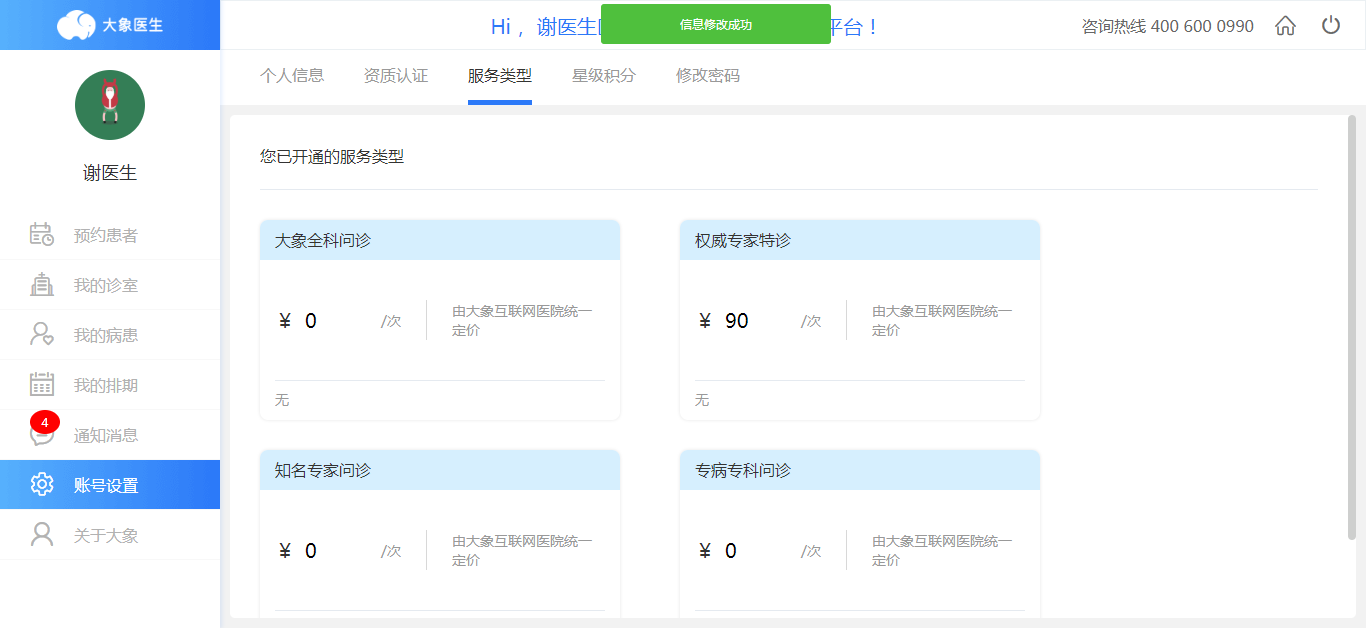 大象医生
Hi， 谢医生
信息修改成功
平台！
咨询热线 400 600 0990
个人信息
资质认证
服务类型
星级积分
修改密码
谢医生
预约患者
我的诊室
我的病患
我的排期
4
通知消息
账号设置
关于大象
您已开通的服务类型
大象全科问诊
¥ 0 /次
由大象互联网医院统一
定价
无
权威专家特诊
¥ 90 /次
由大象互联网医院统一
定价
无
知名专家问诊
¥ 0 /次
由大象互联网医院统一
定价
专病专科问诊
¥ 0 /次
由大象互联网医院统一
定价